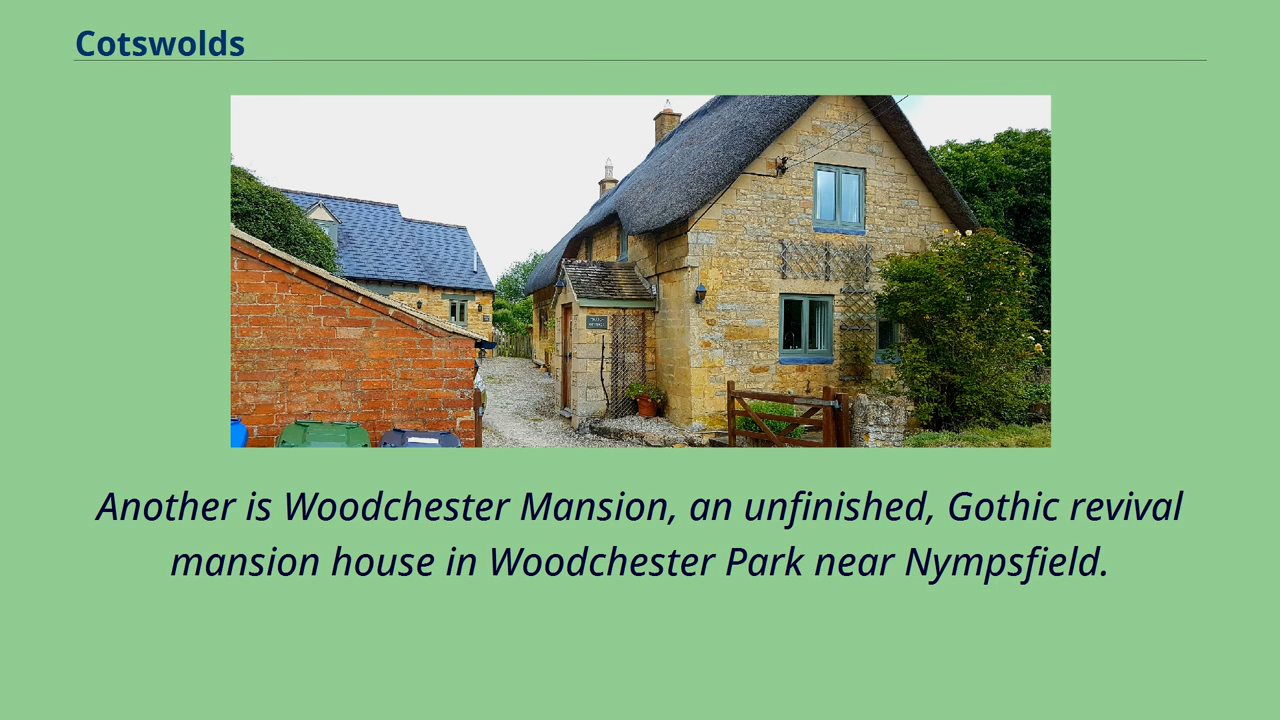 Cotswolds
Another is Woodchester Mansion, an unfinished, Gothic revival
mansion house in Woodchester Park near Nympsfield.